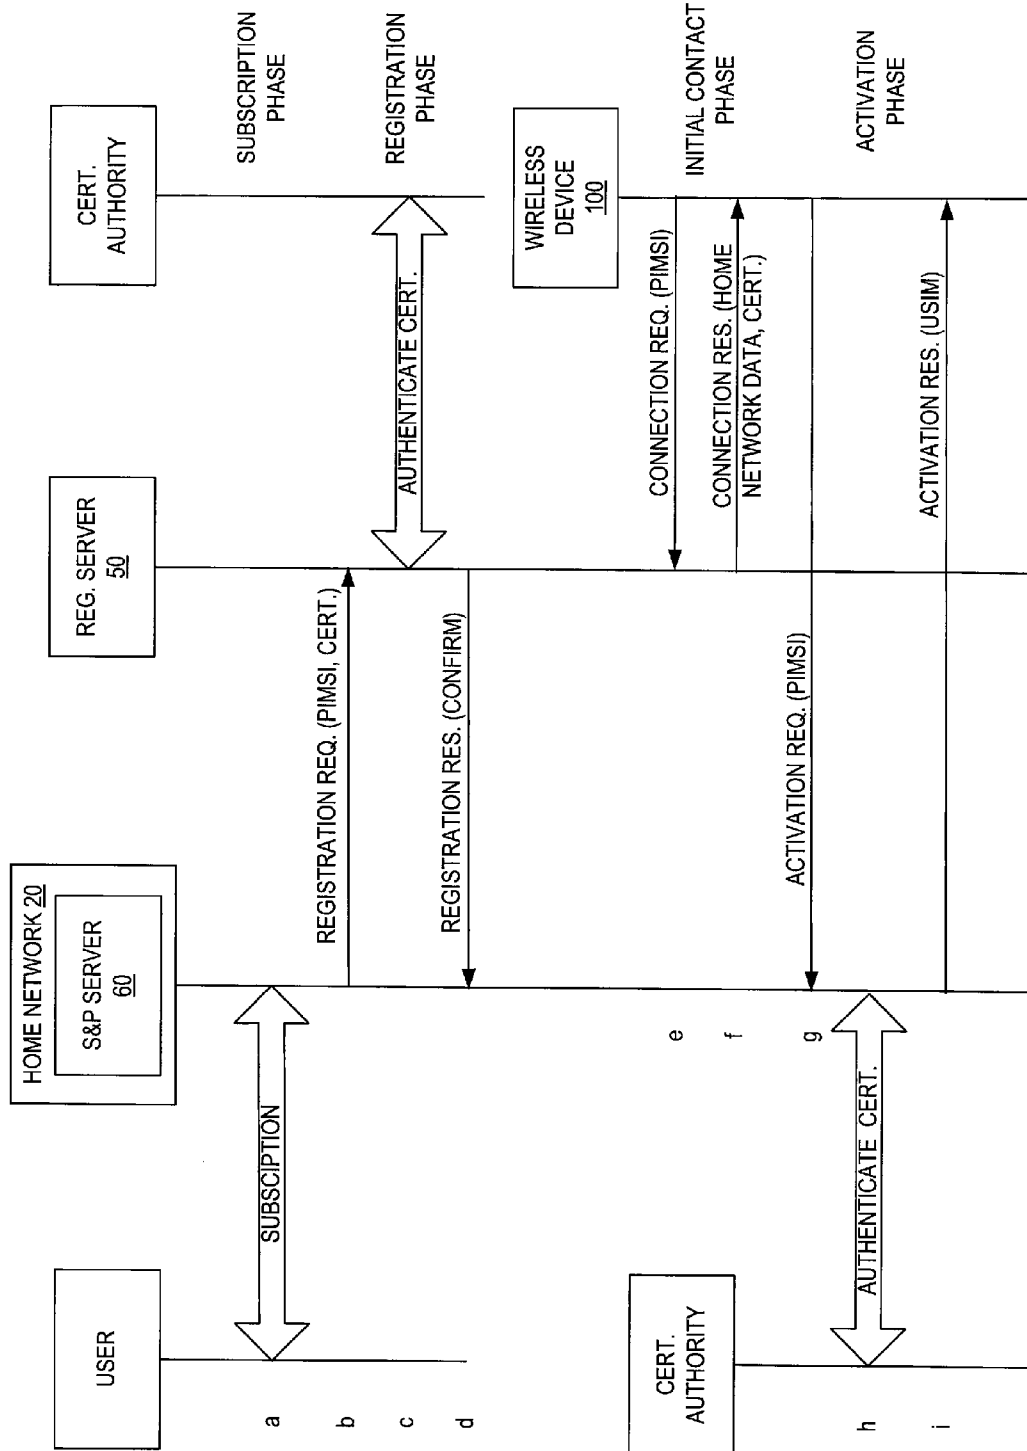 USER
HOME NETWORK 20
S&P SERVER
60
REG. SERVER
50
CERT.
AUTHORITY
SUBSCRIPTION
PHASE
a
SUBSCIPTION
REGISTRATION
PHASE
b
REGISTRATION REQ. (PIMSI, CERT.)
c
AUTHENTICATE CERT.
d
REGISTRATION RES. (CONFIRM)
CERT.
AUTHORITY
WIRELESS
DEVICE
100
INITIAL CONTACT
PHASE
e
CONNECTION REQ. (PIMSI)
f
CONNECTION RES. (HOME
NETWORK DATA, CERT.)
ACTIVATION
PHASE
g
ACTIVATION REQ. (PIMSI)
h
AUTHENTICATE CERT.
i
ACTIVATION RES. (USIM)